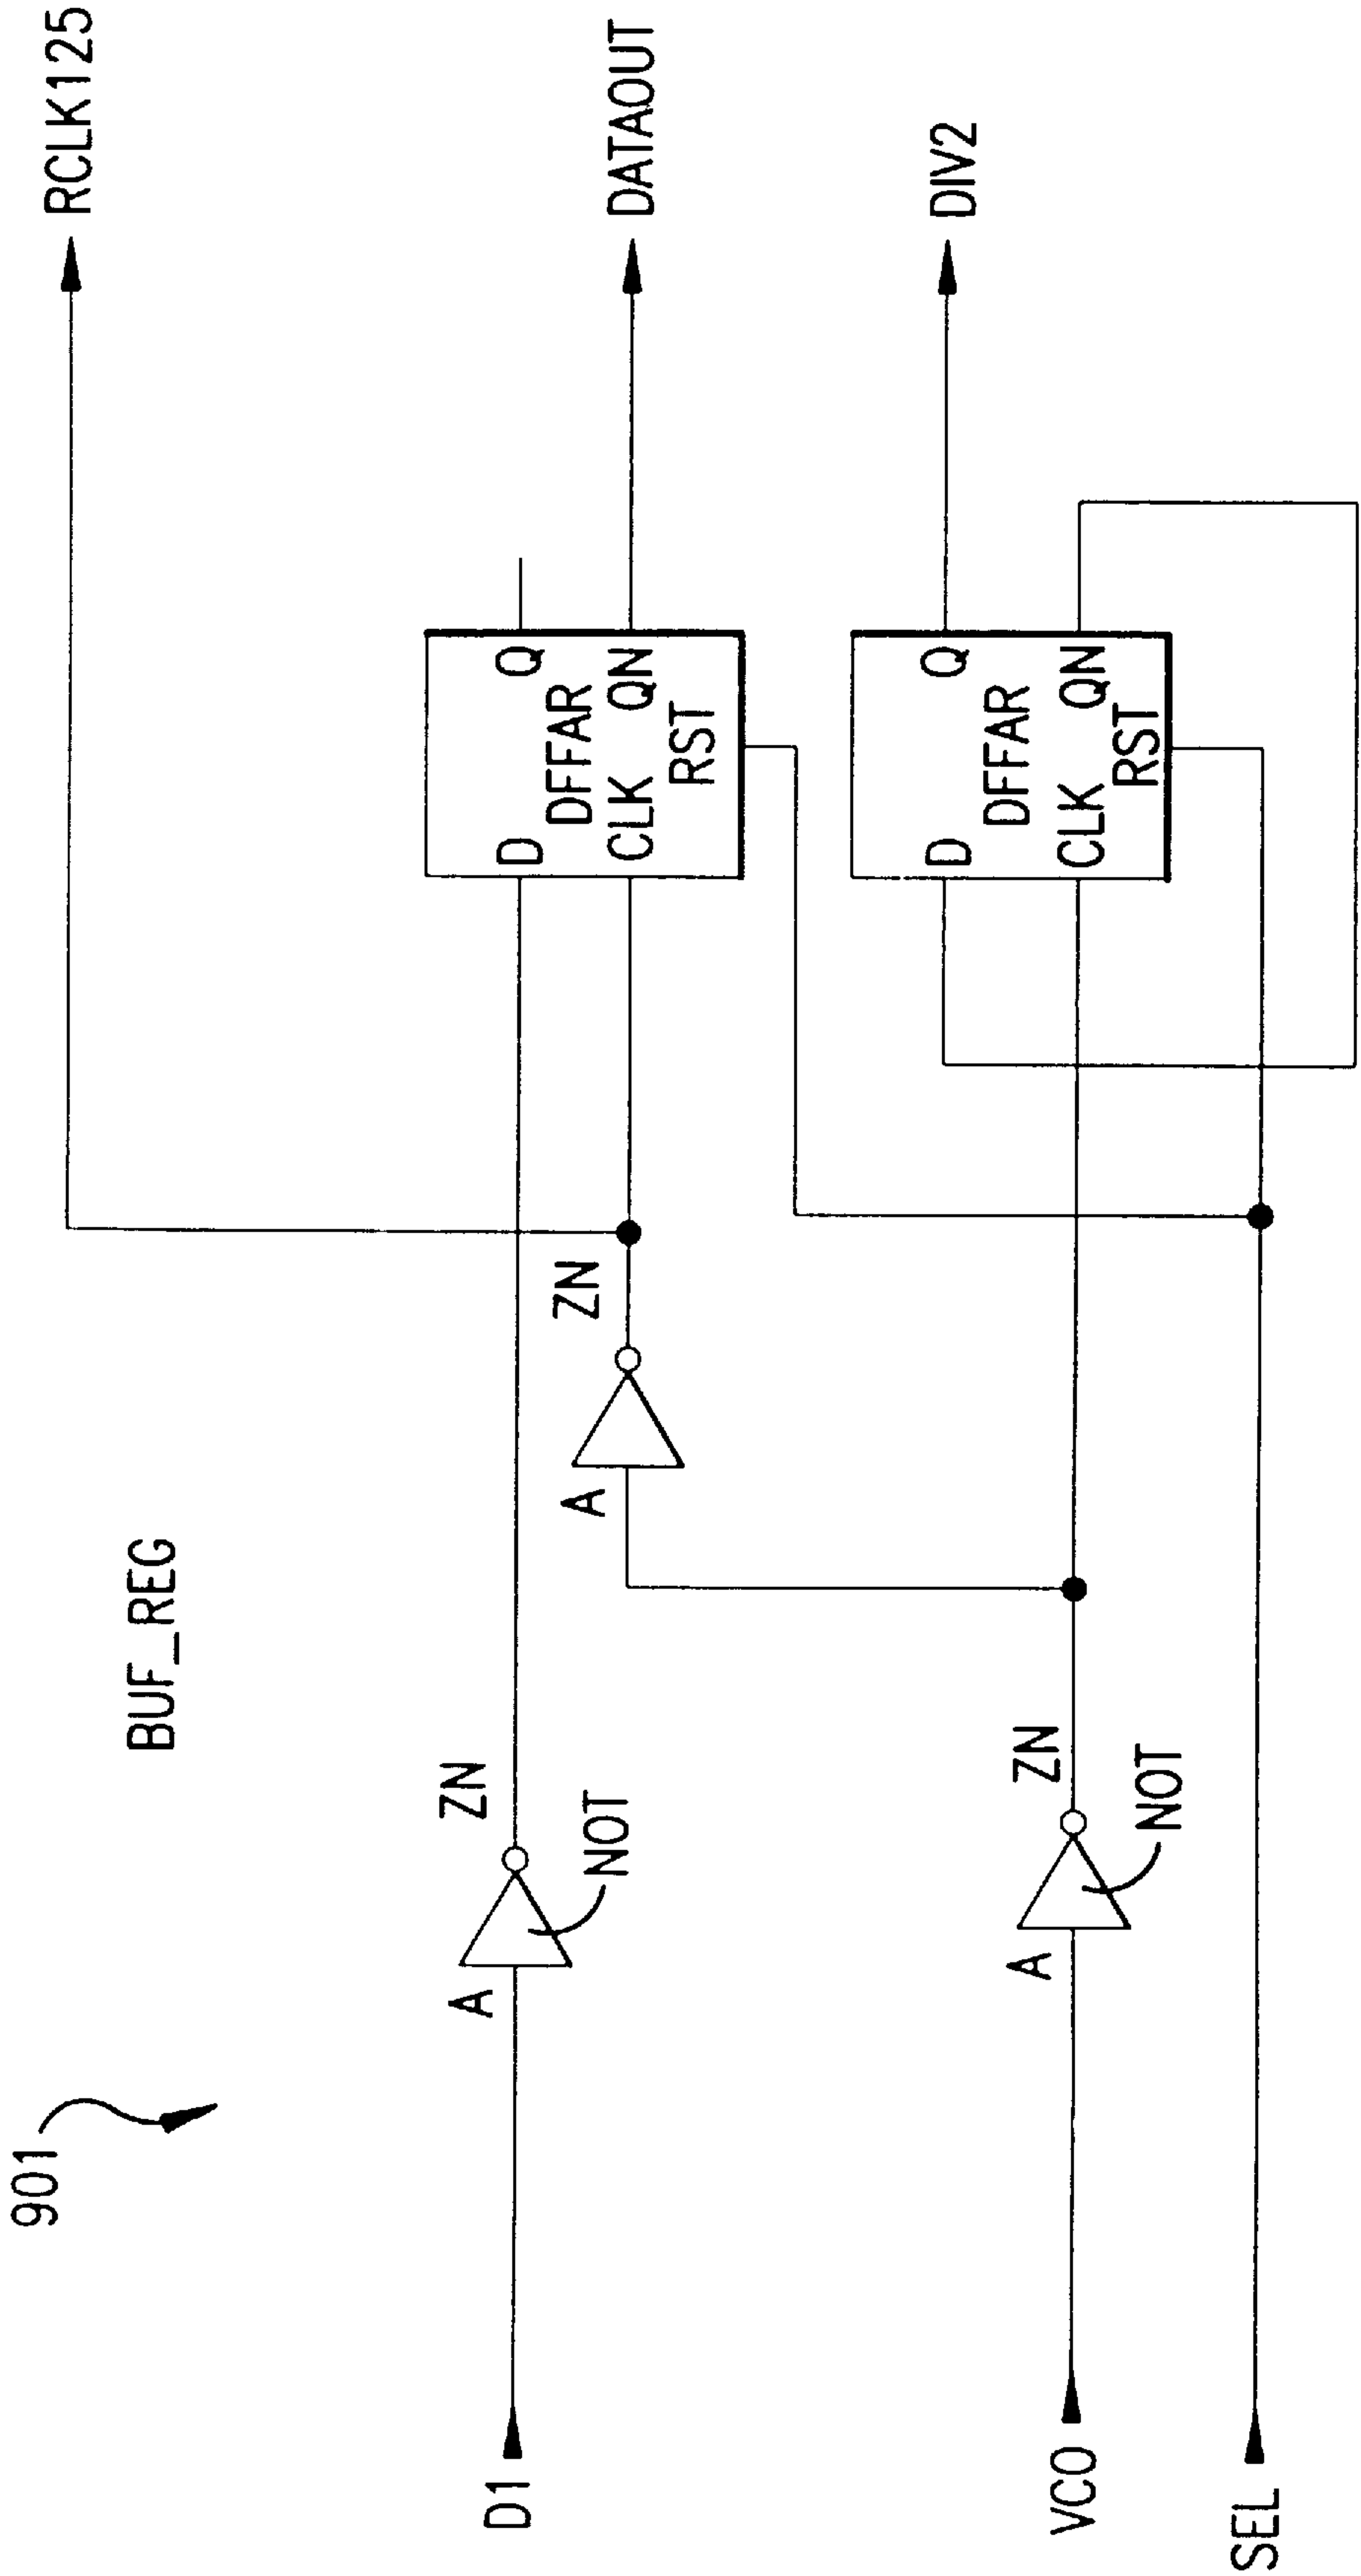 901
BUF_REG
RCLK125
D1
A
ZN
NOT
A
ZN
D
Q
DFFAR
CLK
QN
RST
DATAOUT
VCO
A
ZN
NOT
D
Q
DFFAR
CLK
QN
RST
DIV2
SEL